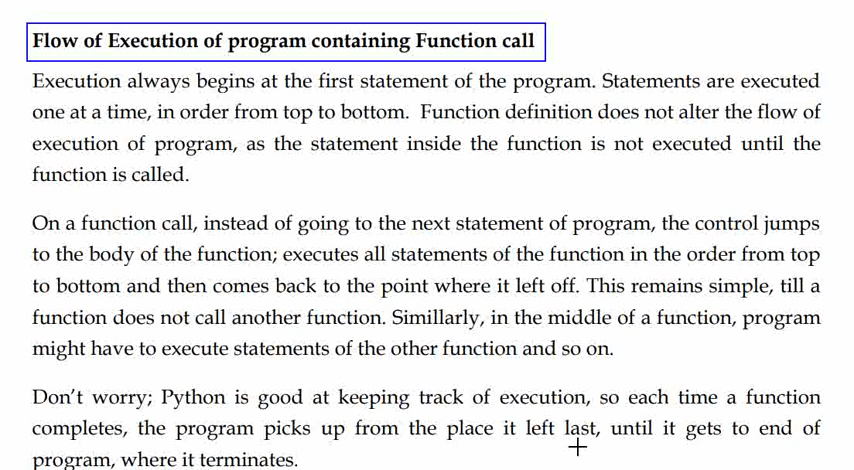 Flow of Execution of program containing Function call
Execution always begins at the first statement of the program. Statements are executed
one at a time, in order from top to bottom. Function definition does not alter the flow of
execution of program, as the statement inside the function is not executed until the
function is called.
On a function call, instead of going to the next statement of program, the control jumps
to the body of the function; executes all statements of the function in the order from top
to bottom and then comes back to the point where it left off. This remains simple, till a
function does not call another function. Simillarly, in the middle of a function, program
might have to execute statements of the other function and so on.
Don't worry; Python is good at keeping track of execution, so each time a function
completes, the program picks up from the place it left last, until it gets to end of
program, where it terminates.